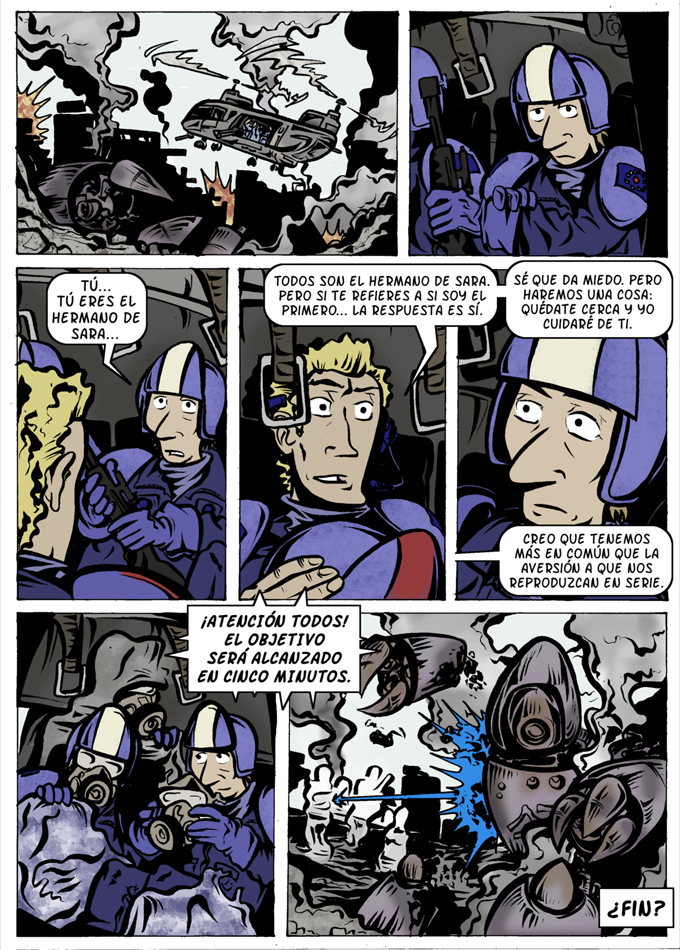 TÚ...
TÚ ERES EL
HERMANO DE
SARA...
TODOS SON EL HERMANO DE SARA.
PERO SI TE REFIERES A SI SOY EL
PRIMERO... LA RESPUESTA ES SÍ.
SÉ QUE DA MIEDO. PERO
HAREMOS UNA COSA:
QUÉDATE CERCA Y YO
CUIDARÉ DE TI.
CREO QUE TENEMOS
MÁS EN COMÚN QUE LA
AVERSIÓN A QUE NOS
REPRODUZCAN EN SERIE.
¡ATENCIÓN TODOS!
EL OBJETIVO
SERÁ ALCANZADO
EN CINCO MINUTOS.
¿FIN?